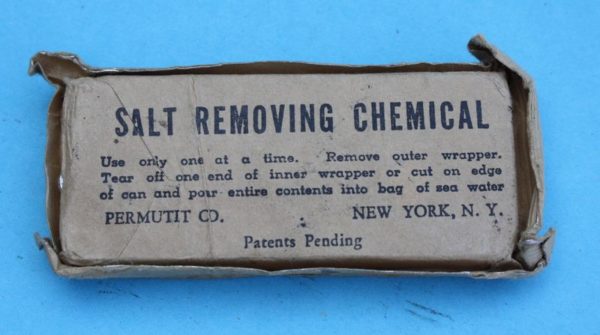 SALT REMOVING CHEMICAL
Use only one at a time. Remove outer wrapper.
Tear off one end of inner wrapper or cut on edge
of can and pour entire contents into bag of sea water
PERMUTIT CO. NEW YORK, N. Y.
Patents Pending